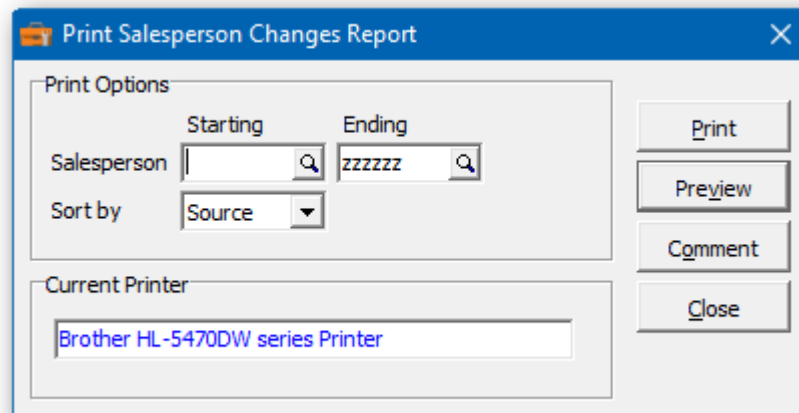 Print Salesperson Changes Report
Print Options
Starting Ending
Print
Salesperson zzzzzz
Preview
Sort by Source
Comment
Current Printer
Close
Brother HL-5470DW series Printer